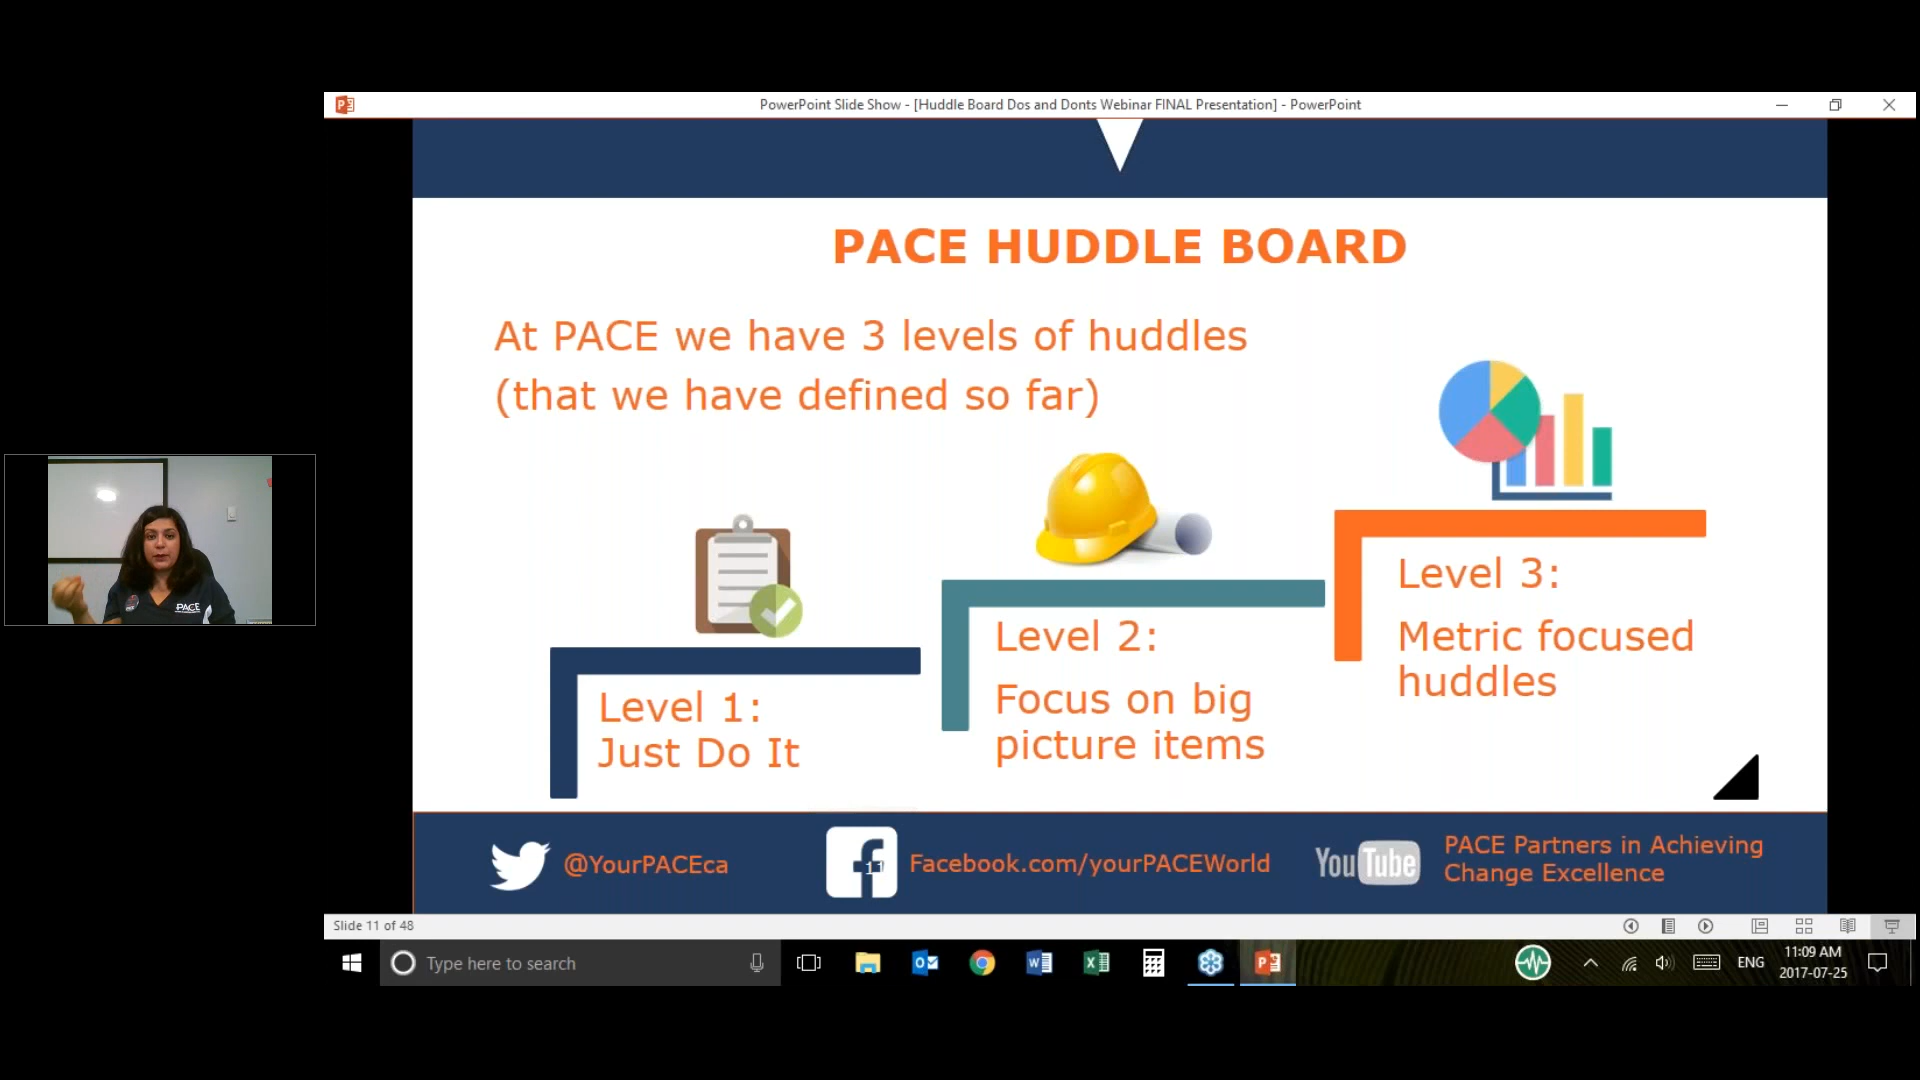 PowerPoint Slide Show - [Huddle Board Dos and Donts Webinar FINAL Presentation] - PowerPoint
PACE HUDDLE BOARD
At PACE we have 3 levels of huddles
(that we have defined so far)
Level 1:
Just Do It
Level 2:
Focus on big
picture items
Level 3:
Metric focused
huddles
PACE
@YourPACEca
11
Facebook.com/yourPACEWorld
YouTube
PACE Partners in Achieving
Change Excellence
Slide 11 of 48
Type here to search
ENG
11:09 AM
2017-07-25